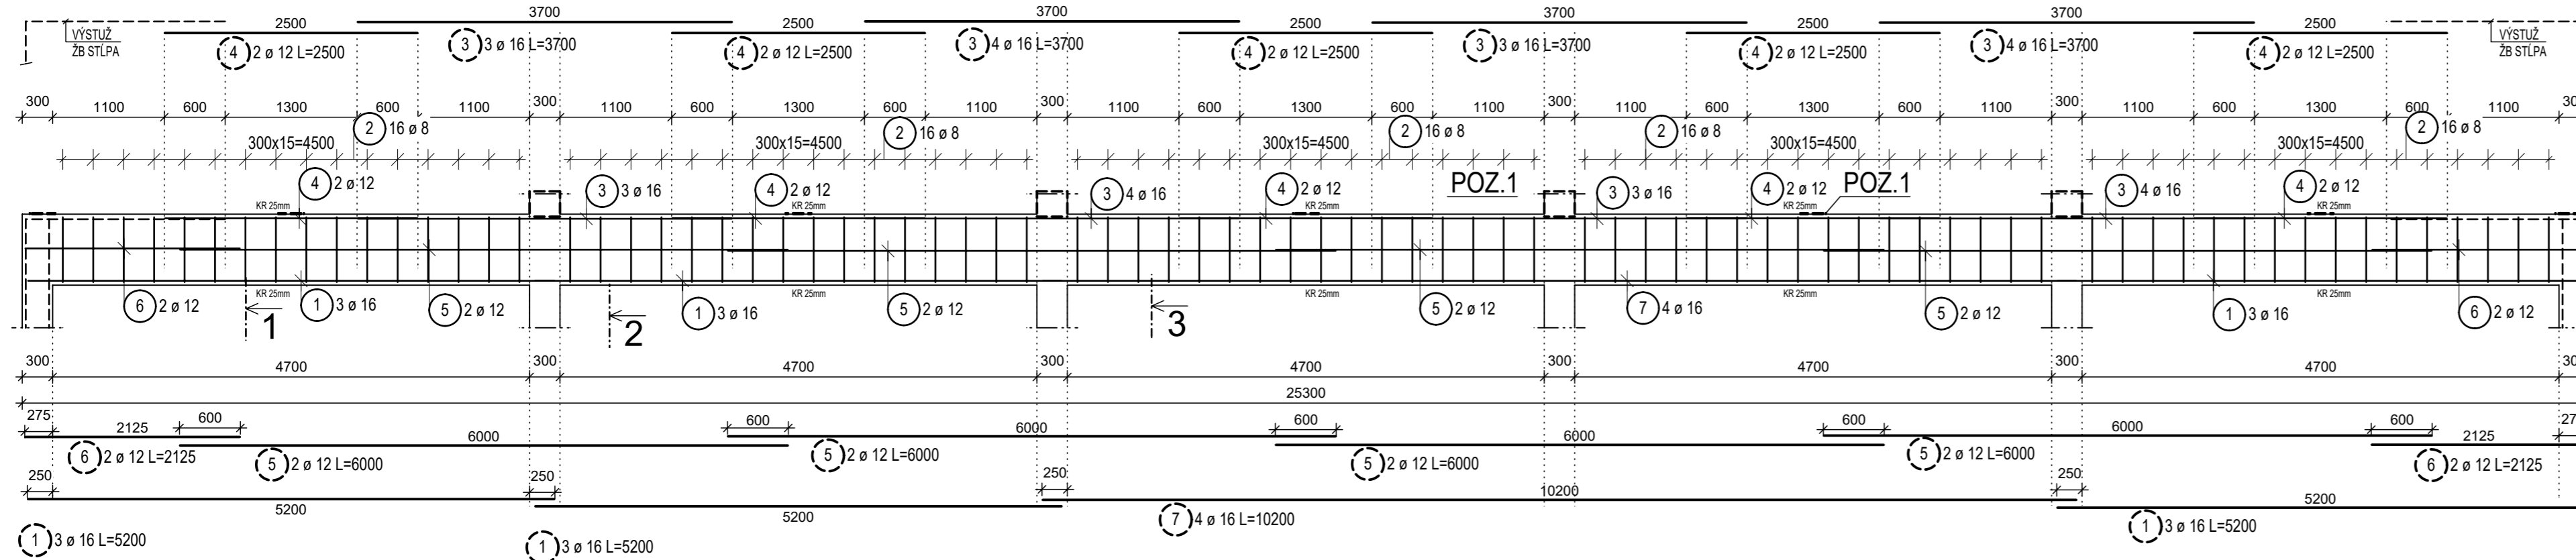 3700 3700 3700 3700
2500 2500 2500 2500 2500
VÝSTUŽ
ŽB STĹPA
4 2 ø 12 L=2500
3 3 ø 16 L=3700
4 2 ø 12 L=2500
3 4 ø 16 L=3700
4 2 ø 12 L=2500
3 3 ø 16 L=3700
4 2 ø 12 L=2500
3 4 ø 16 L=3700
4 2 ø 12 L=2500
VÝSTUŽ
ŽB STĹPA
300 1100 600 1300 600 1100 300 1100 600 1300 600 1100 300 1100 600 1300 600 1100 300 1100 600 1300 600 1100 300 1100 600 1300 600 1100 30
2 16 ø 8
2 16 ø 8
2 16 ø 8
2 16 ø 8
2 16 ø 8
300x15=4500 300x15=4500 300x15=4500 300x15=4500 300x15=4500
4 2 ø 12
3 3 ø 16
4 2 ø 12
3 4 ø 16
4 2 ø 12
POZ.1
3 3 ø 16
4 2 ø 12
POZ.1
3 4 ø 16
4 2 ø 12
KR 25mm KR 25mm KR 25mm KR 25mm KR 25mm
KR 25mm KR 25mm KR 25mm KR 25mm KR 25mm
6 2 ø 12
1
1 3 ø 16
5 2 ø 12
2
1 3 ø 16
5 2 ø 12
3
5 2 ø 12
7 4 ø 16
5 2 ø 12
1 3 ø 16
6 2 ø 12
300 4700 300 4700 300 4700 300 4700 300 4700 30
25300
275 600 600 600 600 600 27
2125 6000 6000 6000 6000 2125
6 2 ø 12 L=2125
5 2 ø 12 L=6000
5 2 ø 12 L=6000
5 2 ø 12 L=6000
5 2 ø 12 L=6000
6 2 ø 12 L=2125
250 250 250 250
5200 5200 10200 5200
1 3 ø 16 L=5200
1 3 ø 16 L=5200
7 4 ø 16 L=10200
1 3 ø 16 L=5200